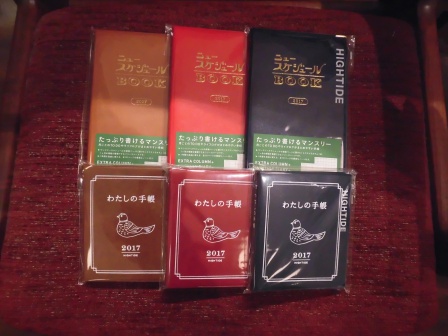 ニュー
スケジュール
BOOK
2017
たっぷり書けるマンスリー
EXTRA COLUMN
ニュー
スケジュール
BOOK
2017
たっぷり書けるマンスリー
EXTRA COLUMN
ニュー
スケジュール
BOOK
2017
HIGHTIDE
たっぷり書けるマンスリー
EXTRA COLUMN
わたしの手帳
2017
HIGHTIDE
わたしの手帳
2017
HIGHTIDE
わたしの手帳
2017
HIGHTIDE
HIGHTIDE